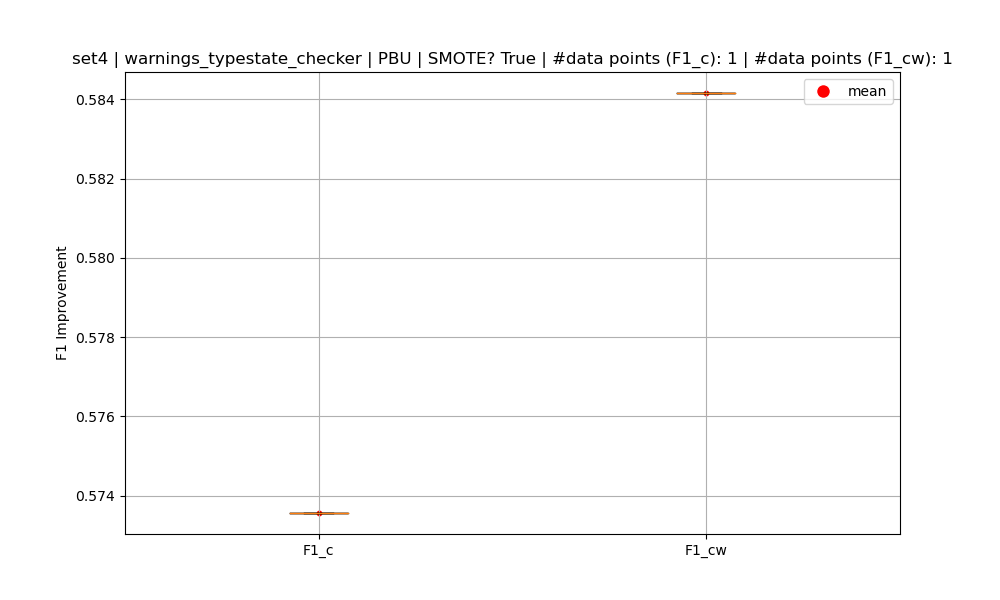 set4 | warnings_typestate_checker | PBU | SMOTE? True | #data points (F1_c): 1 | #data points (F1_cw): 1
mean
0.584
0.582
0.580
0.578
0.576
0.574
F1 Improvement
F1_c
F1_cw